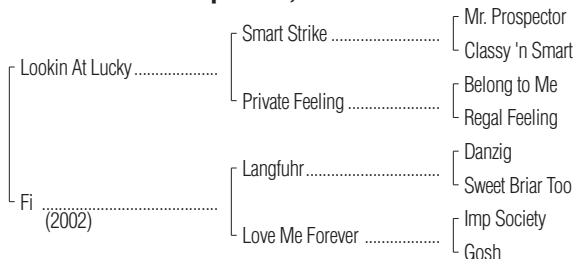 Mr. Prospector
Smart Strike ........................
Classy 'n Smart
Lookin At Lucky ...................
Belong to Me
Private Feeling ....................
Regal Feeling
Danzig
Langfuhr .............................
Sweet Briar Too
Fi ........................................
(2002)
Imp Society
Love Me Forever ................
Gosh